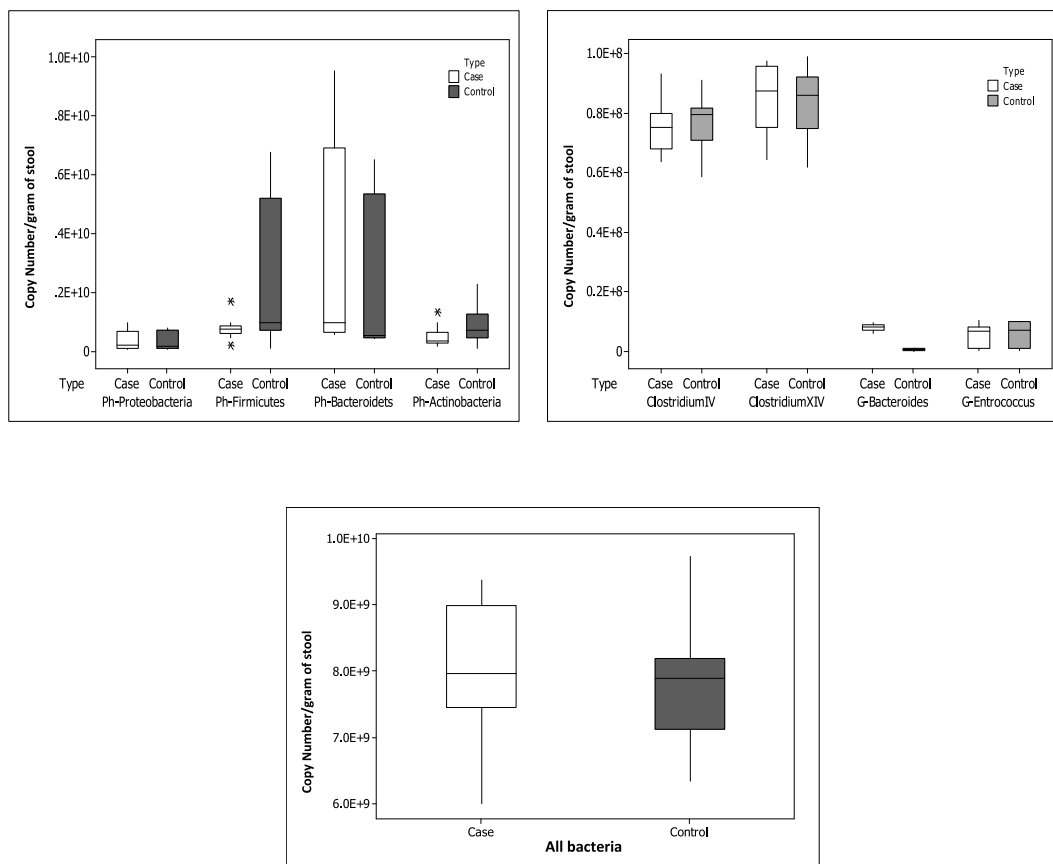 1.0E+10
.8E+10
.6E+10
.4E+10
.2E+10
0
Copy Number/gram of stool
Type
Case
Control
Type Case Control Case Control Case Control Case Control
Ph-Proteobacteria Ph-Firmicutes Ph-Bacteroidets Ph-Actinobacteria
1.0E+8
0.8E+8
0.6E+8
0.4E+8
0.2E+8
0
Copy Number/gram of stool
Type
Case
Control
Type Case Control Case Control Case Control Case Control
ClostridiumIV ClostridiumXIV G-Bacteroides G-Entrococcus
1.0E+10
9.0E+9
8.0E+9
7.0E+9
6.0E+9
Copy Number/gram of stool
Case Control
All bacteria